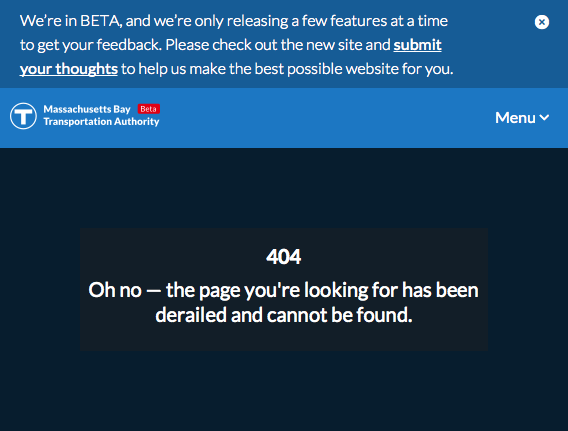 We're in BETA, and we're only releasing a few features at a time
to get your feedback. Please check out the new site and submit
your thoughts to help us make the best possible website for you.
T
Massachusetts Bay Beta
Transportation Authority
Menu
404
Oh no — the page you're looking for has been
derailed and cannot be found.